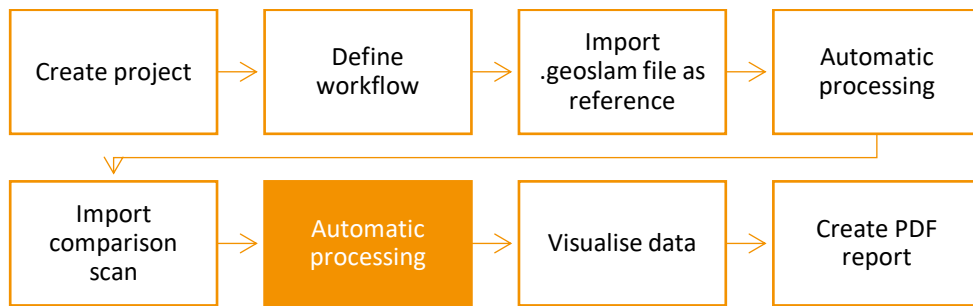 Create project
Define
workflow
Import
.geoslam file as
reference
Automatic
processing
Import
comparison
scan
Automatic
processing
Visualise data
Create PDF
report